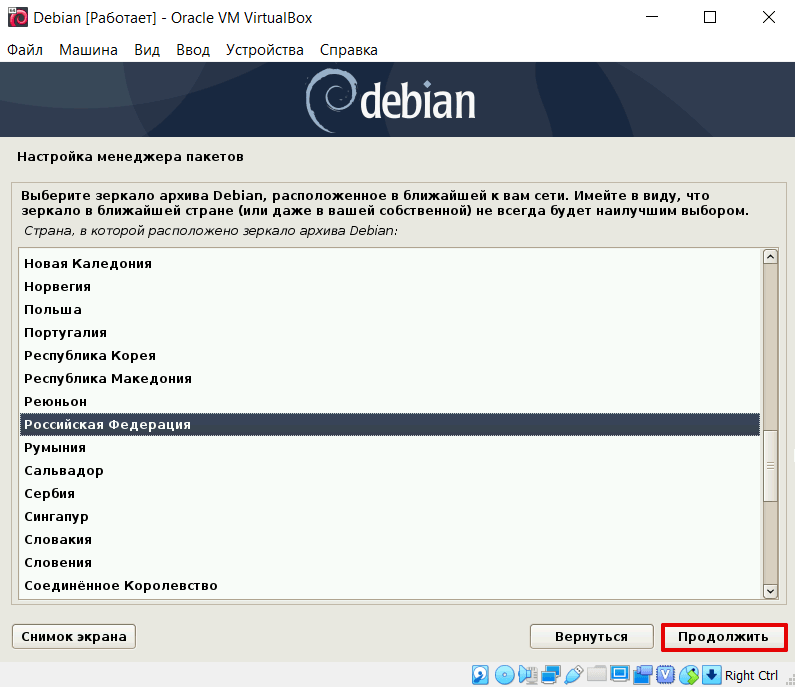 Debian [Работает] - Oracle VM VirtualBox
Файл Машина Вид Ввод Устройства Справка
debian
Настройка менеджера пакетов
Выберите зеркало архива Debian, расположенное в ближайшей к вам сети. Имейте в виду, что
зеркало в ближайшей стране (или даже в вашей собственной) не всегда будет наилучшим выбором.
Страна, в которой расположено зеркало архива Debian:
Новая Каледония
Норвегия
Польша
Португалия
Республика Корея
Республика Македония
Реюньон
Российская Федерация
Румыния
Сальвадор
Сербия
Сингапур
Словакия
Словения
Соединённое Королевство
Снимок экрана Вернуться Продолжить
Right Ctrl